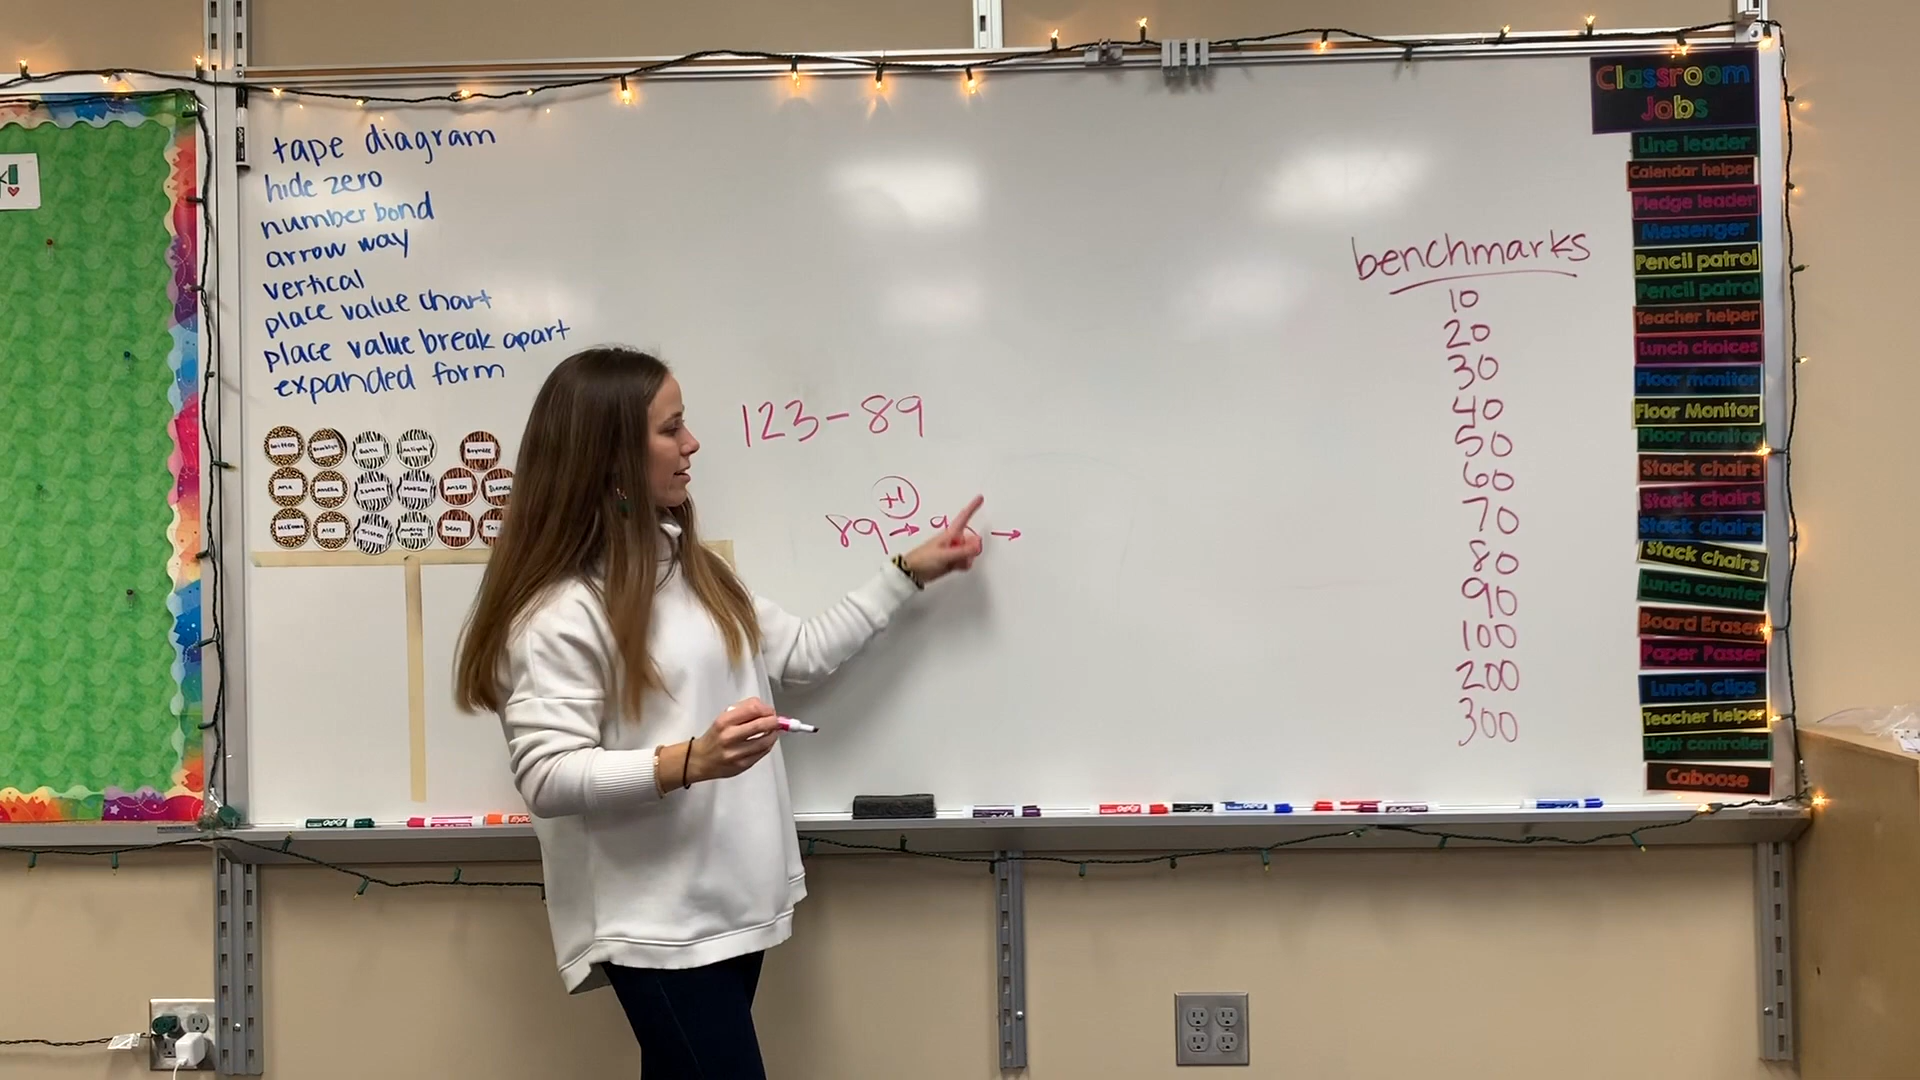 tape diagram
hide zero
number bond
arrow way
vertical
place value chart
place value break apart
expanded form
123 - 89
+1
89 → 90 →
benchmarks
10
20
30
40
50
60
70
80
90
100
200
300
Classroom
Jobs
Line leader
Calendar helper
Pledge leader
Messenger
Pencil patrol
Pencil patrol
Teacher helper
Lunch choices
Floor monitor
Floor Monitor
Floor monitor
Stack chairs
Stack chairs
Stack chairs
Stack chairs
Lunch counter
Board Eraser
Paper Passer
Lunch clips
Teacher helper
Light controller
Caboose